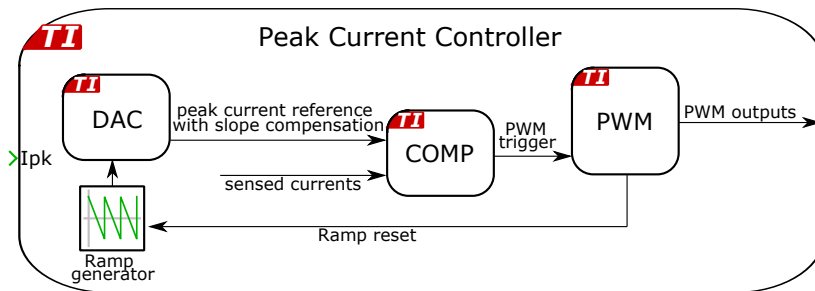 TI
Peak Current Controller
TI
DAC
peak current reference
with slope compensation
TI
COMP
PWM
trigger
TI
PWM
PWM outputs
Ipk
sensed currents
Ramp reset
Ramp
generator